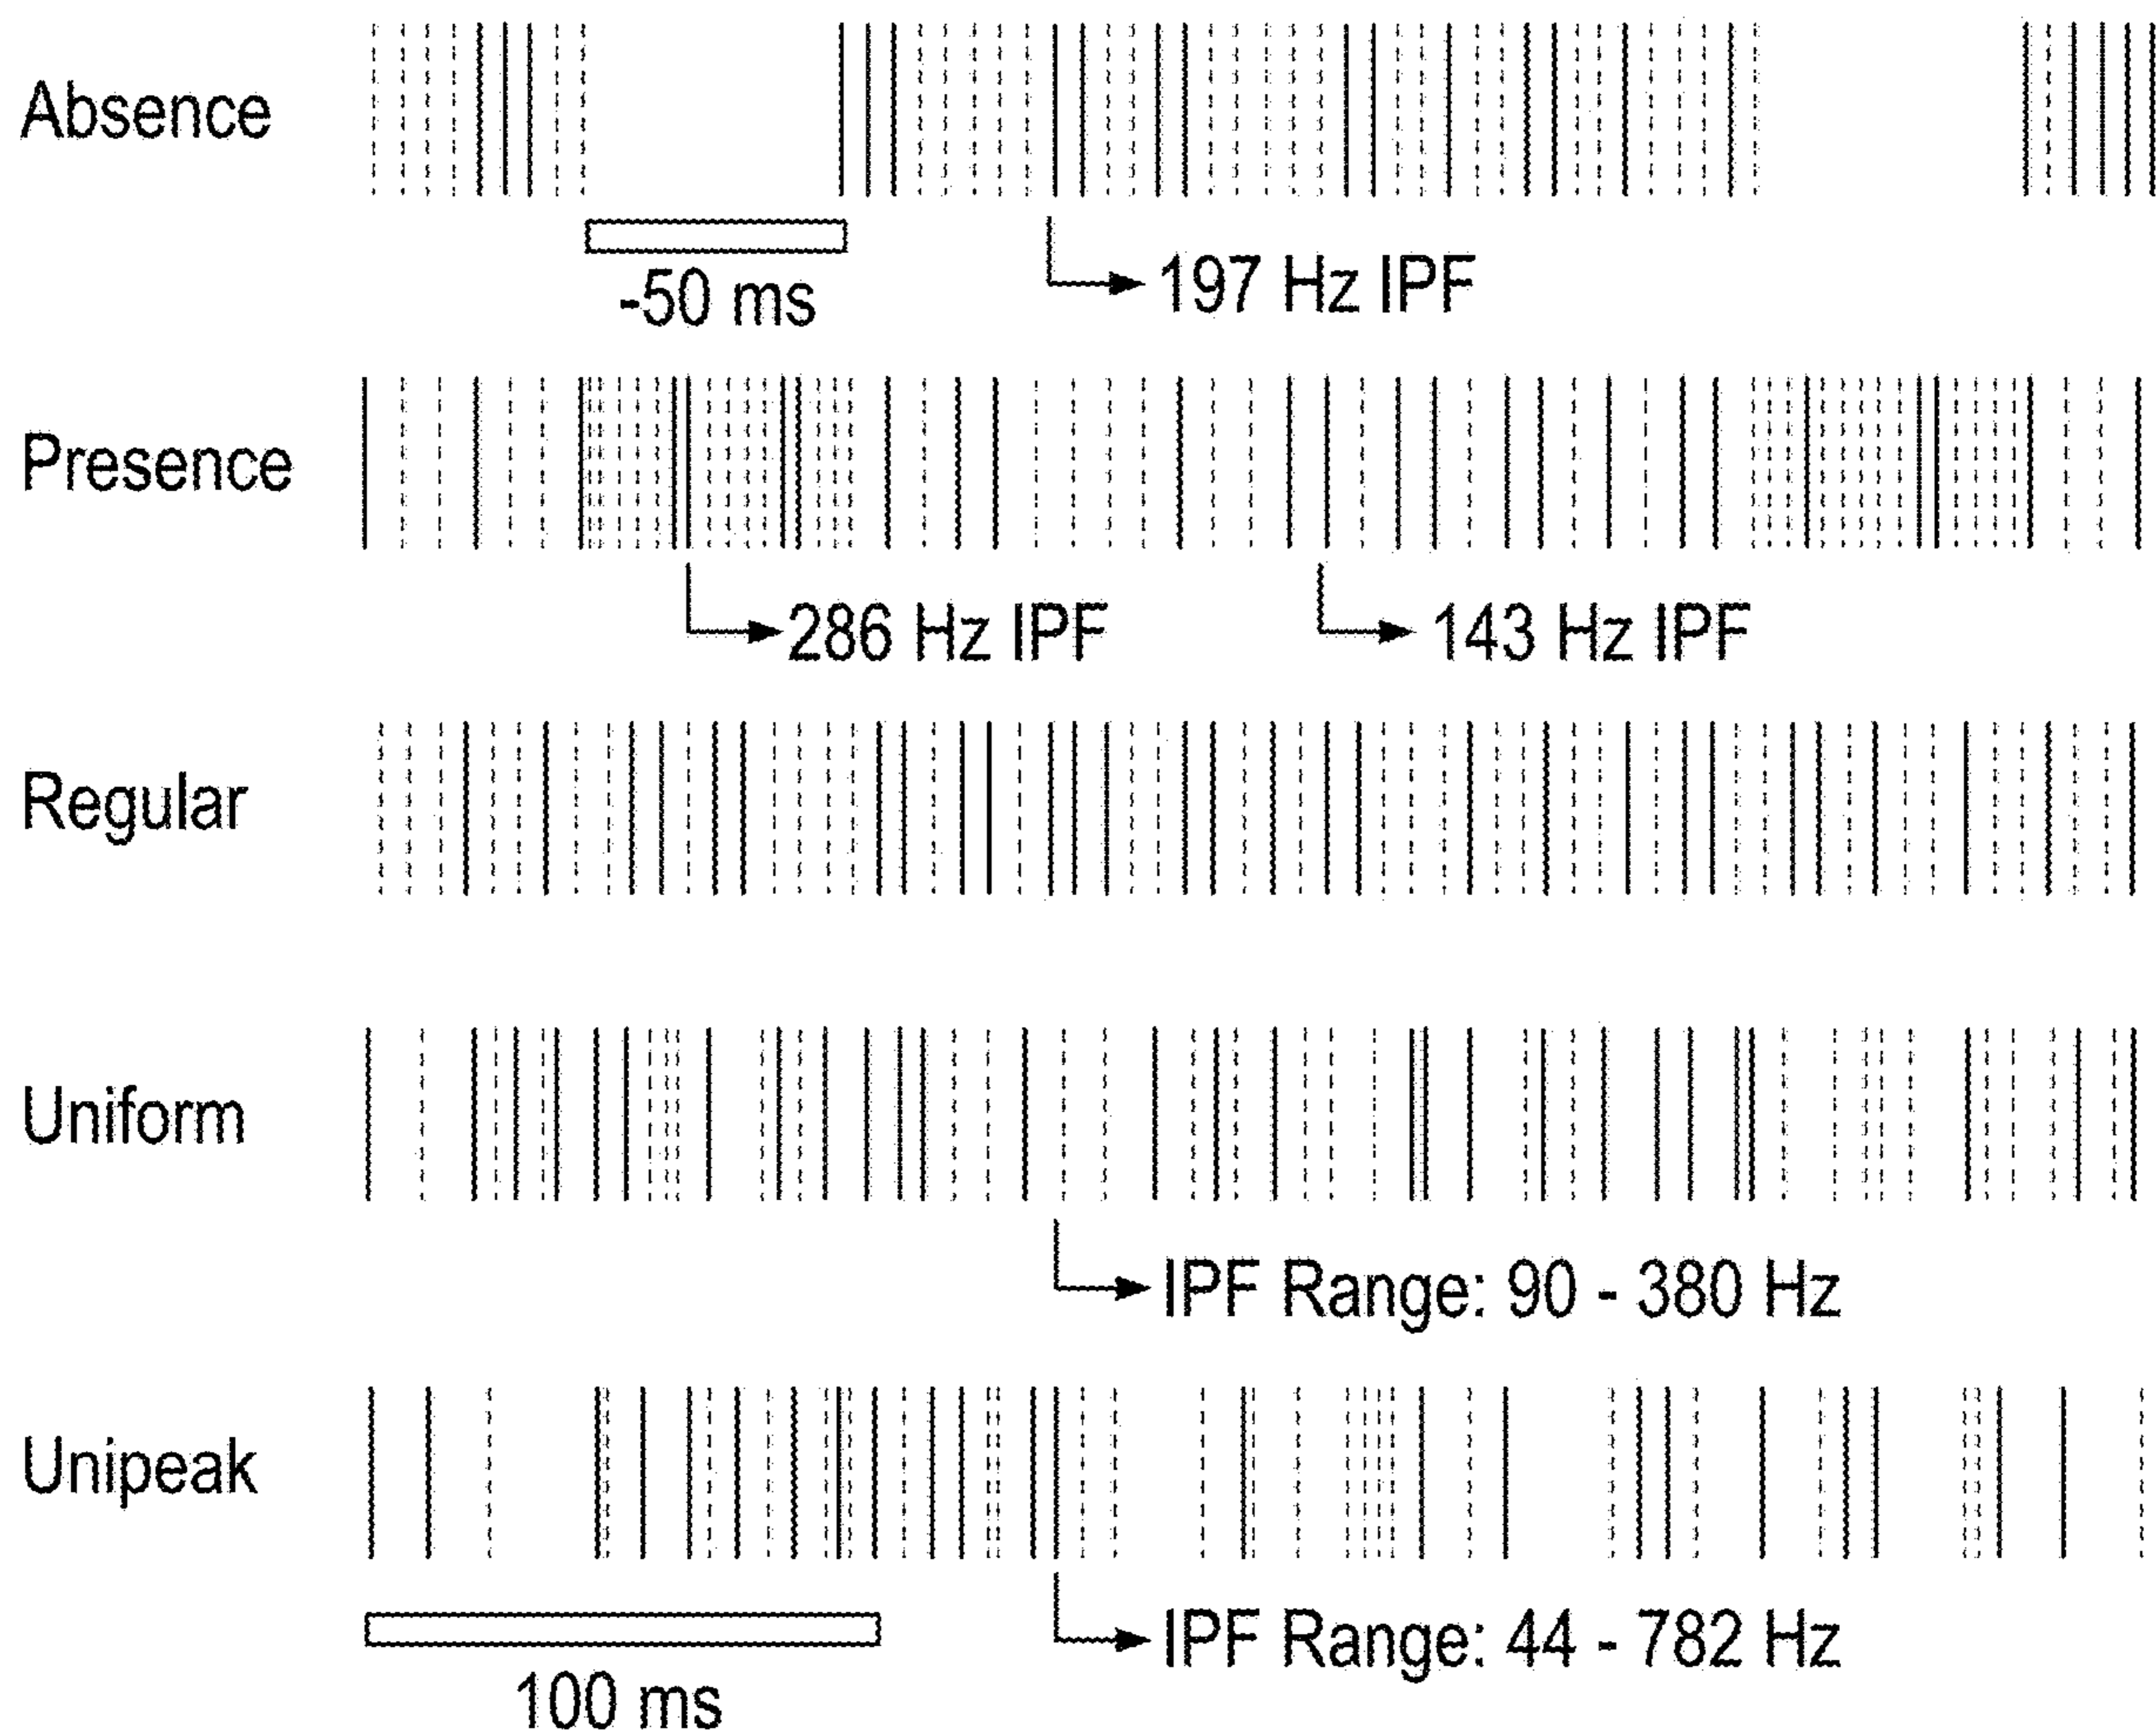 Absence
-50 ms
197 Hz IPF
Presence
286 Hz IPF
143 Hz IPF
Regular
Uniform
IPF Range: 90 - 380 Hz
Unipeak
100 ms
IPF Range: 44 - 782 Hz